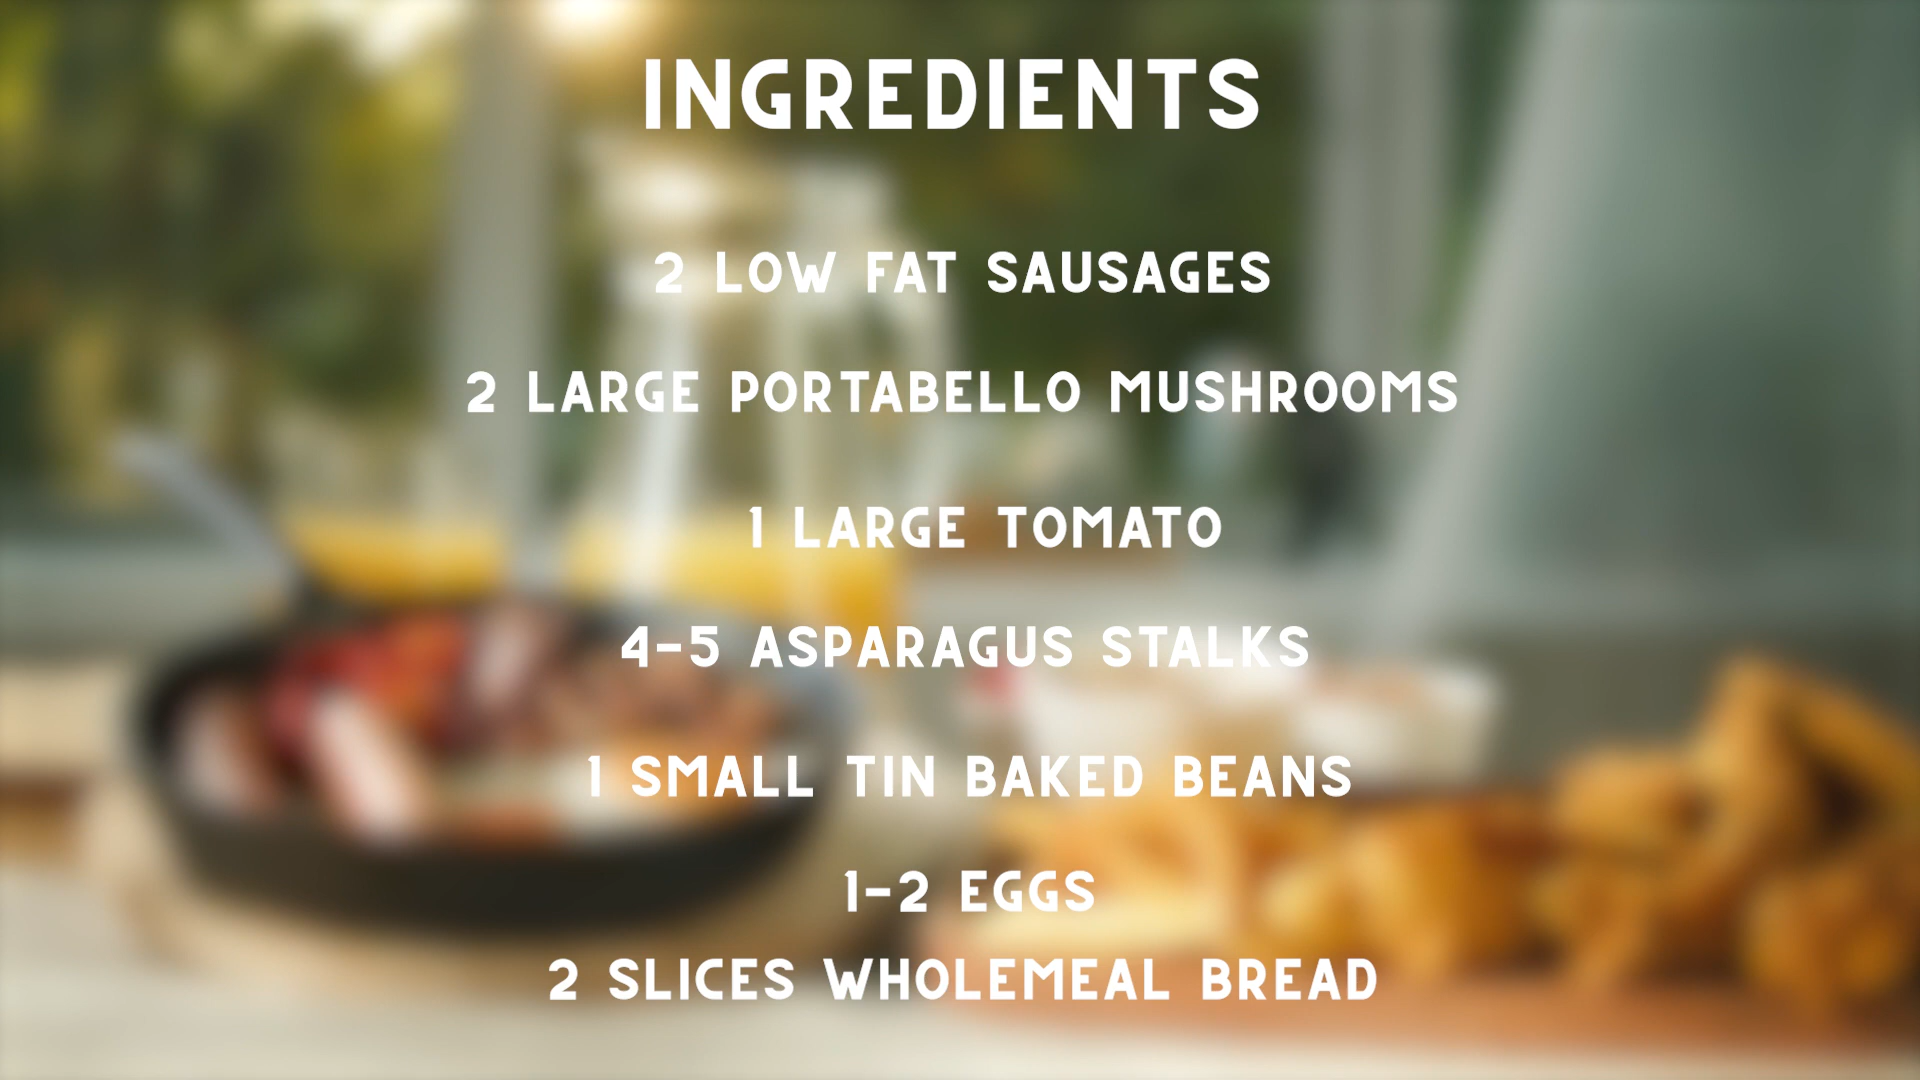 INGREDIENTS
2 LOW FAT SAUSAGES
2 LARGE PORTABELLO MUSHROOMS
1 LARGE TOMATO
4-5 ASPARAGUS STALKS
1 SMALL TIN BAKED BEANS
1-2 EGGS
2 SLICES WHOLEMEAL BREAD